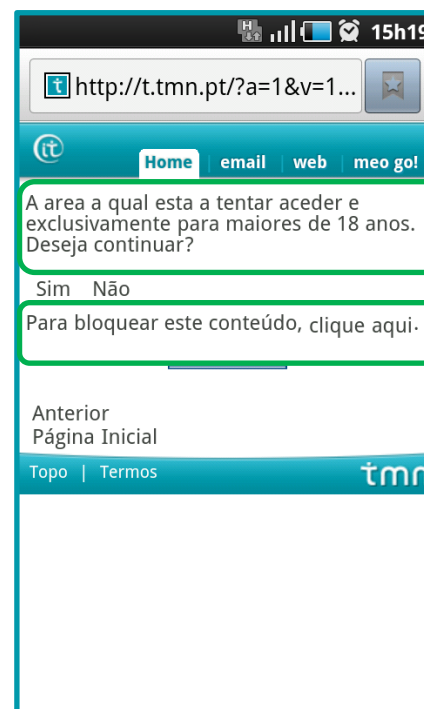 H
15h19
http://t.tmn.pt/?a=1&v=1...
it
Home | email | web | meo go!
A area a qual esta a tentar aceder e
exclusivamente para maiores de 18 anos.
Deseja continuar?
Sim Não
Para bloquear este conteúdo, clique aqui.
Anterior
Página Inicial
Topo | Termos
tmn